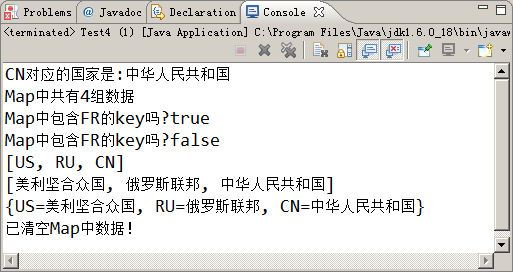 Problems @ Javadoc Declaration Console
<terminated> Test4 (1) [Java Application] C:\Program Files\Java\jdk1.6.0_18\bin\javaw
CN对应的国家是:中华人民共和国
Map中共有4组数据
Map中包含FR的key吗?true
Map中包含FR的key吗?false
[US, RU, CN]
[美利坚合众国, 俄罗斯联邦, 中华人民共和国]
{US=美利坚合众国, RU=俄罗斯联邦, CN=中华人民共和国}
已清空Map中数据!